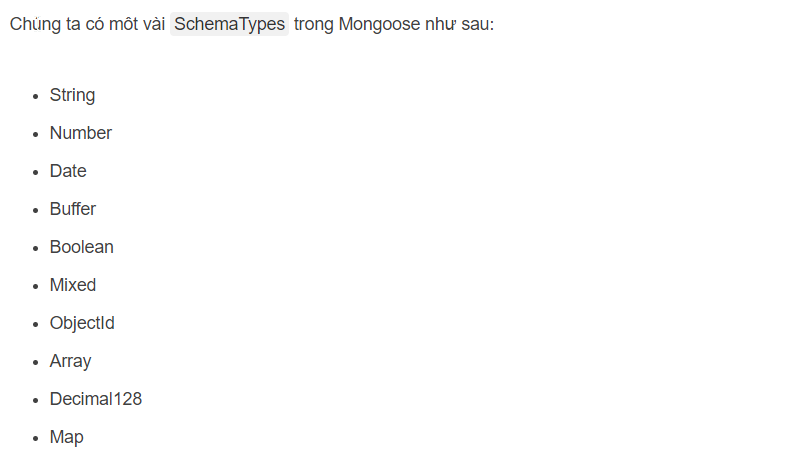 Chúng ta có một vài SchemaTypes trong Mongoose như sau:
• String
• Number
• Date
• Buffer
• Boolean
• Mixed
• ObjectId
• Array
• Decimal128
• Map